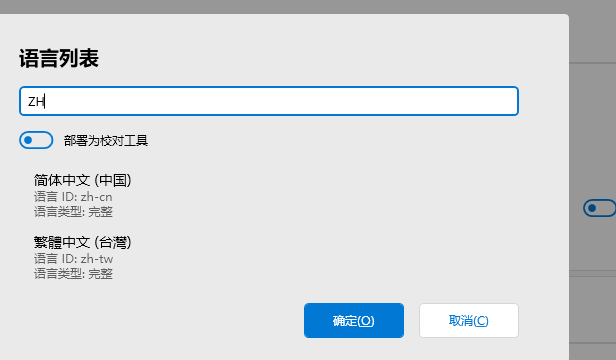 语言列表
ZH
部署为校对工具
简体中文 (中国)
语言 ID: zh-cn
语言类型: 完整
繁體中文 (台灣)
语言 ID: zh-tw
语言类型: 完整
确定(O)
取消(C)